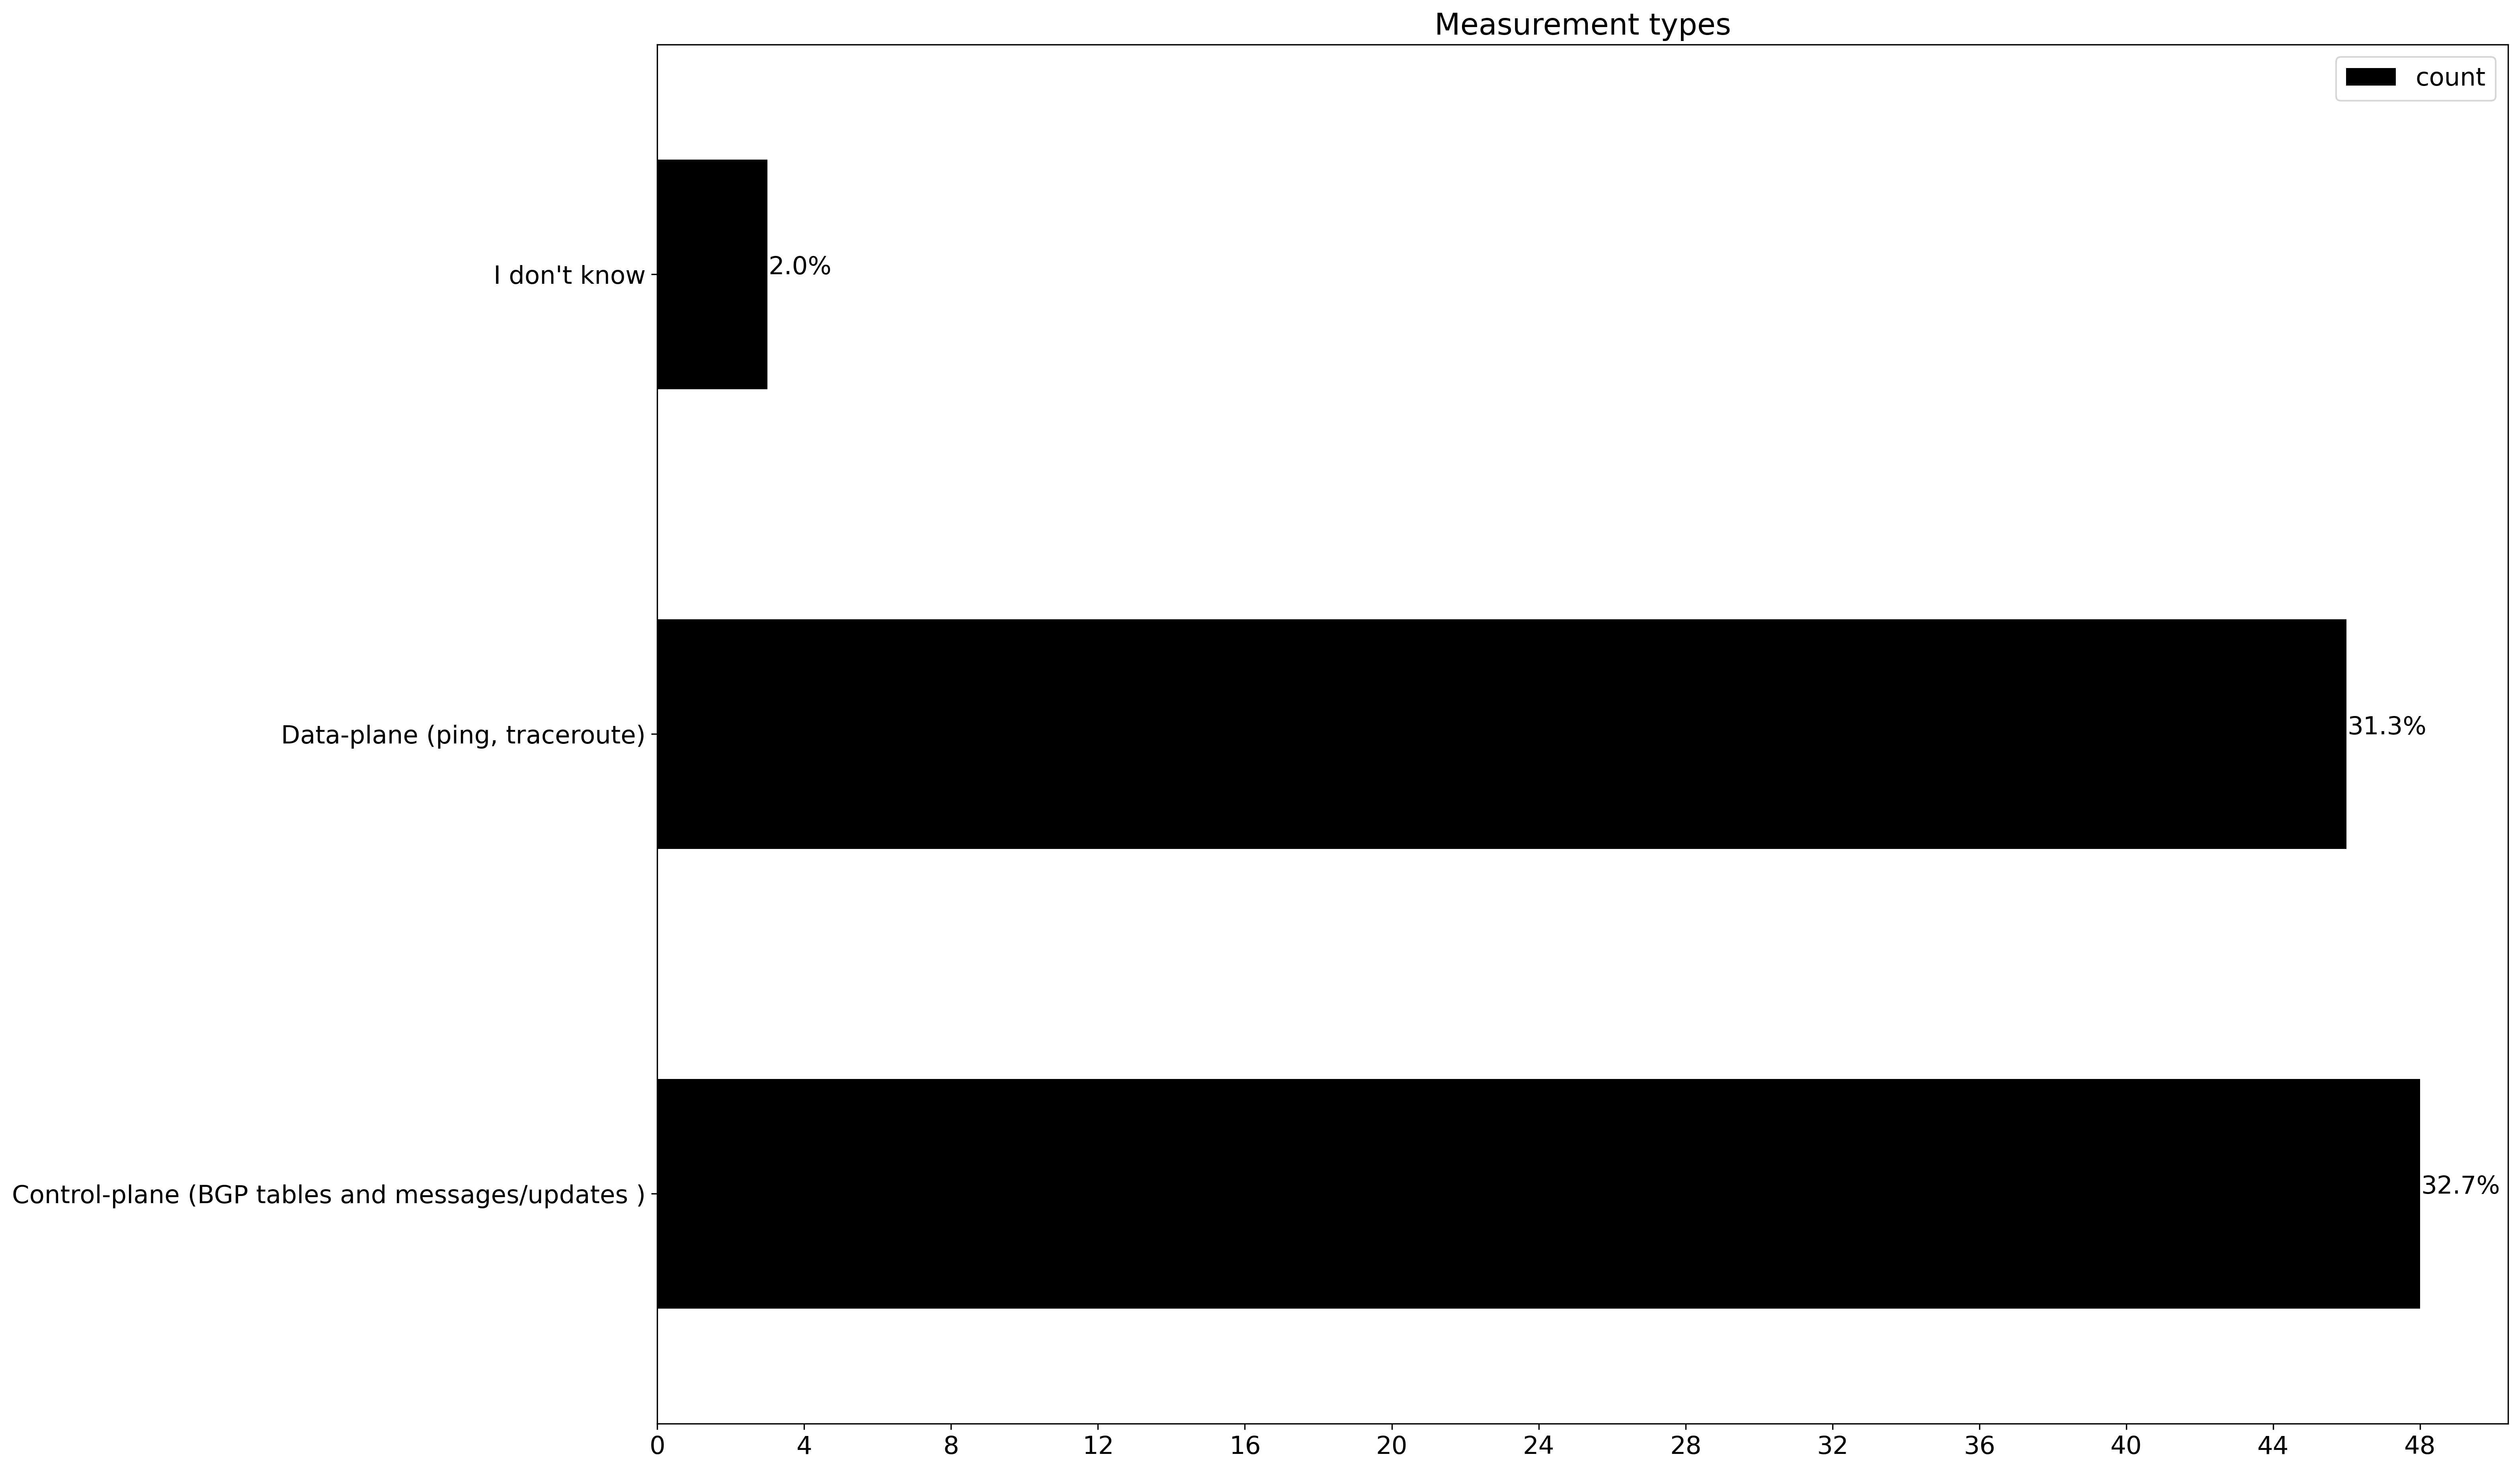 Measurement types
count
I don't know
2.0%
Data-plane (ping, traceroute)
31.3%
Control-plane (BGP tables and messages/updates )
32.7%
0 4 8 12 16 20 24 28 32 36 40 44 48